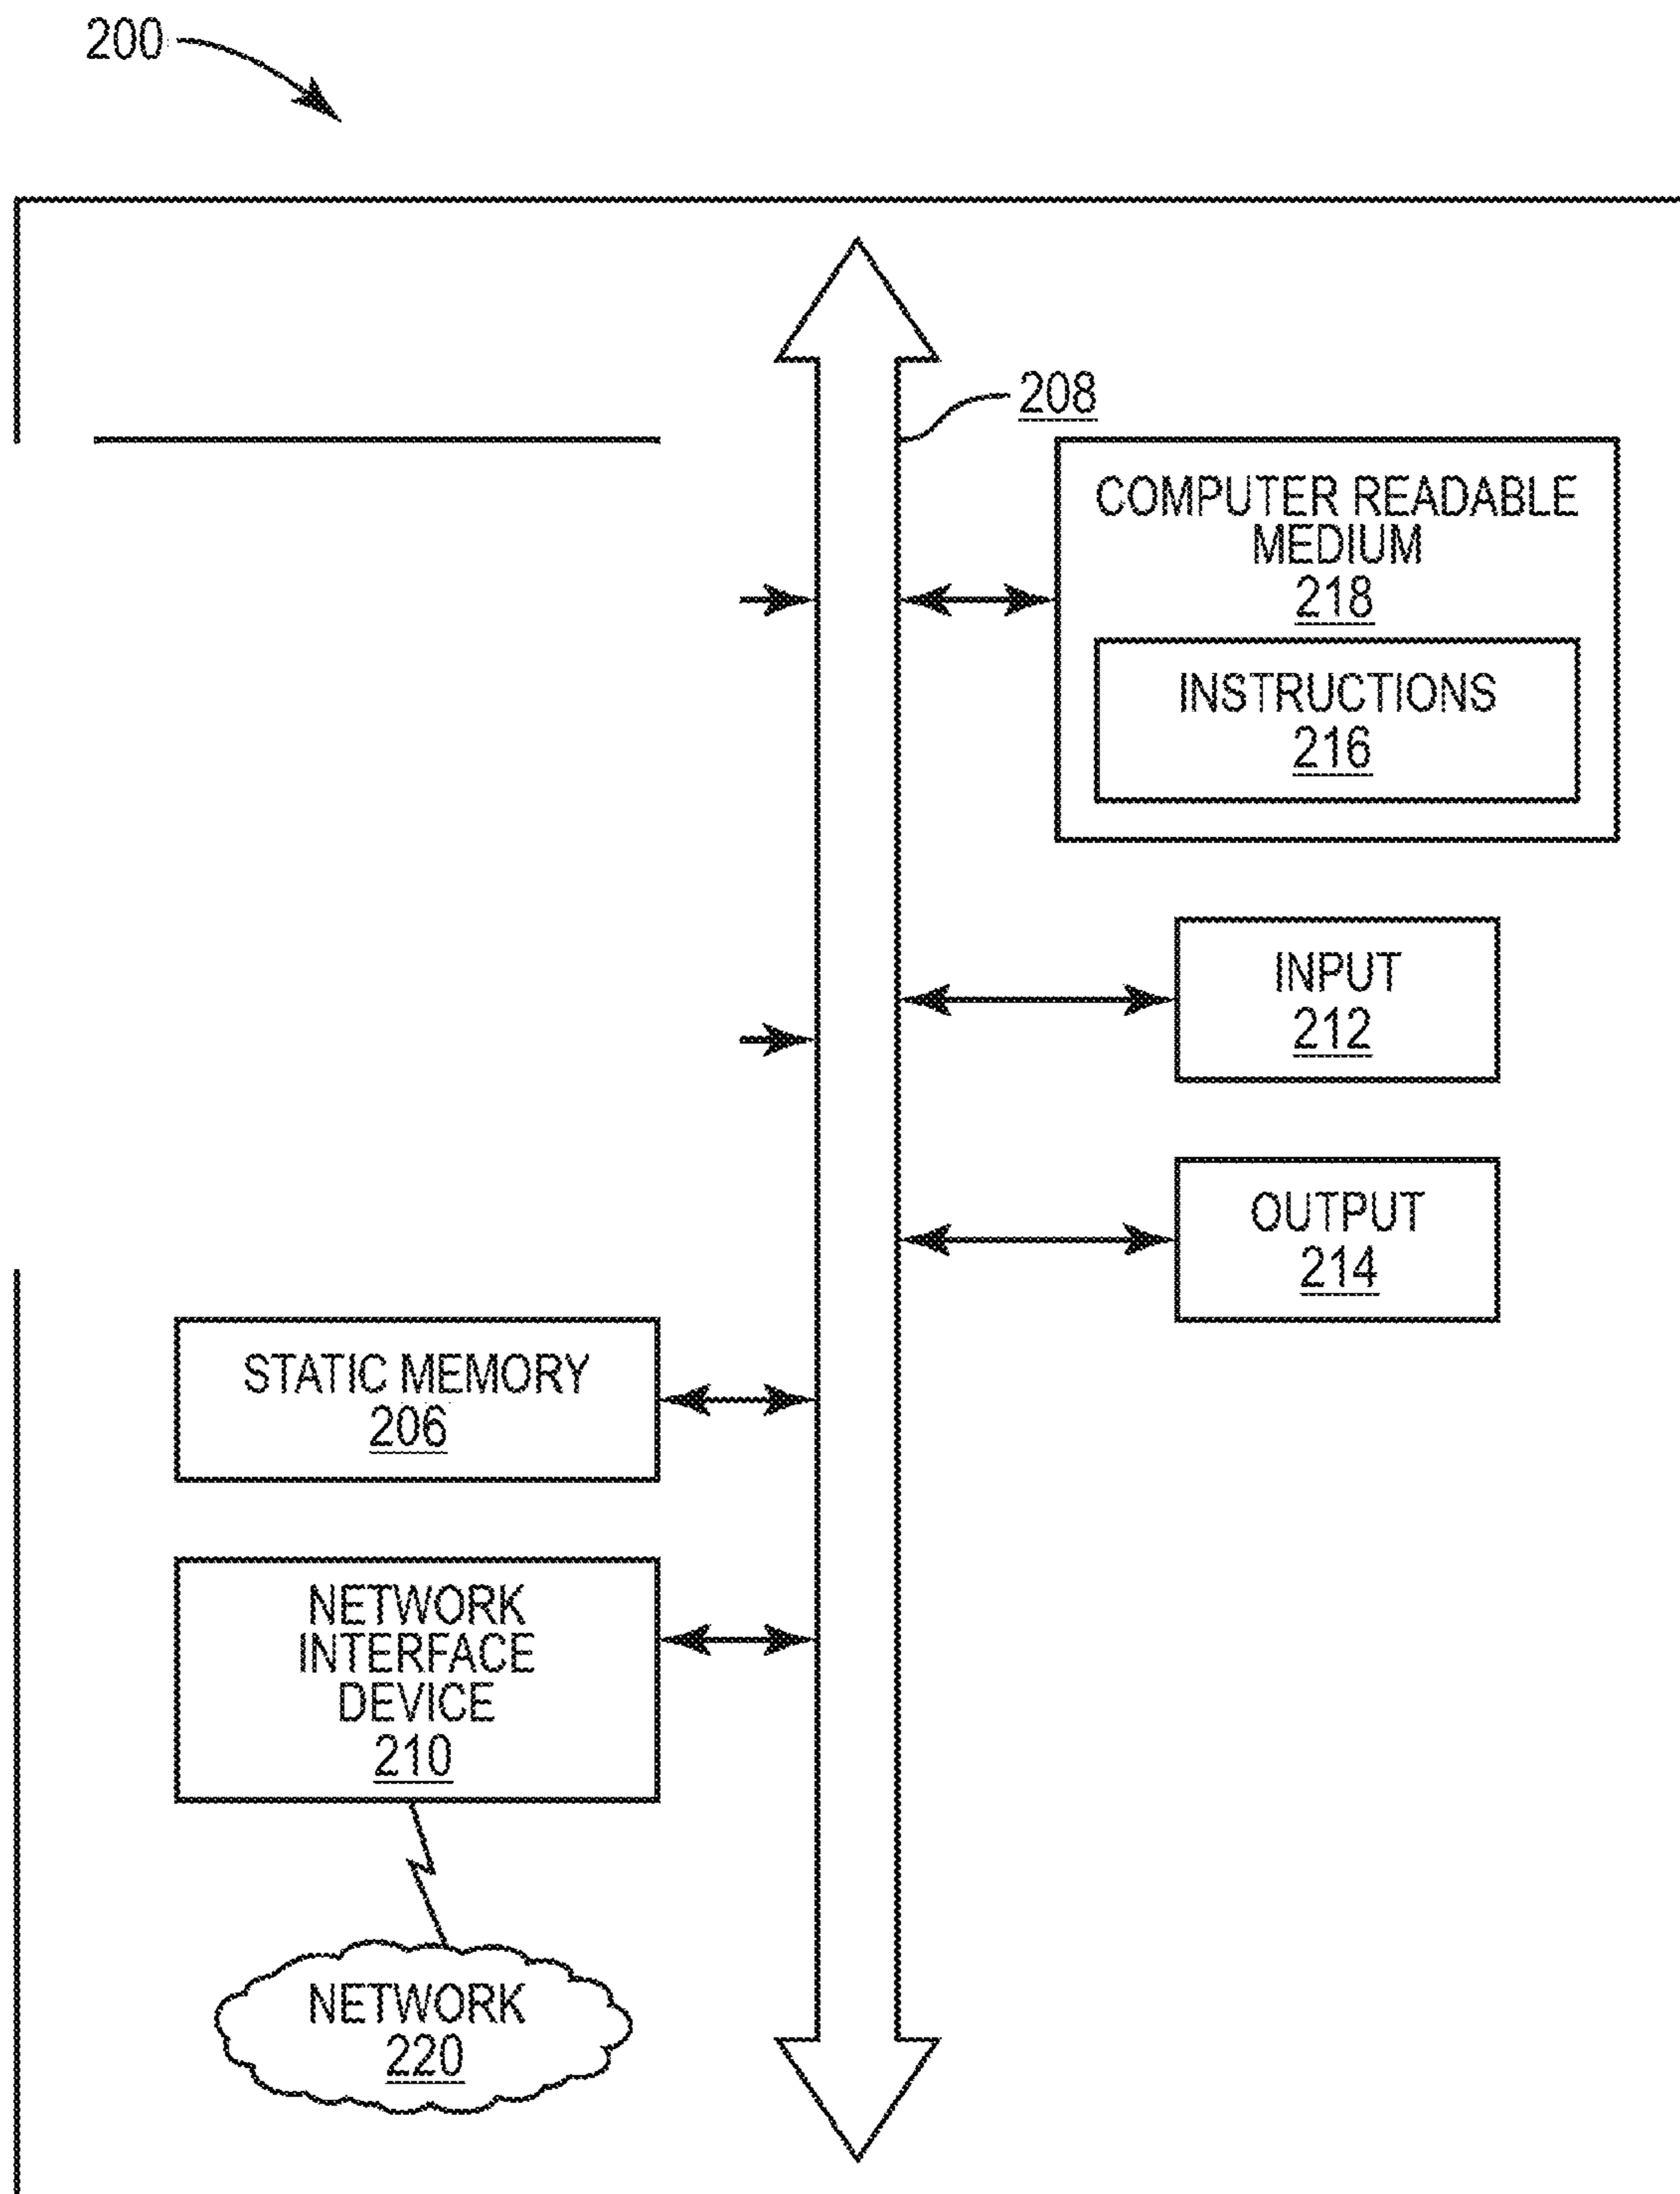 200
208
COMPUTER READABLE
MEDIUM
218
INSTRUCTIONS
216
INPUT
212
OUTPUT
214
STATIC MEMORY
206
NETWORK
INTERFACE
DEVICE
210
NETWORK
220